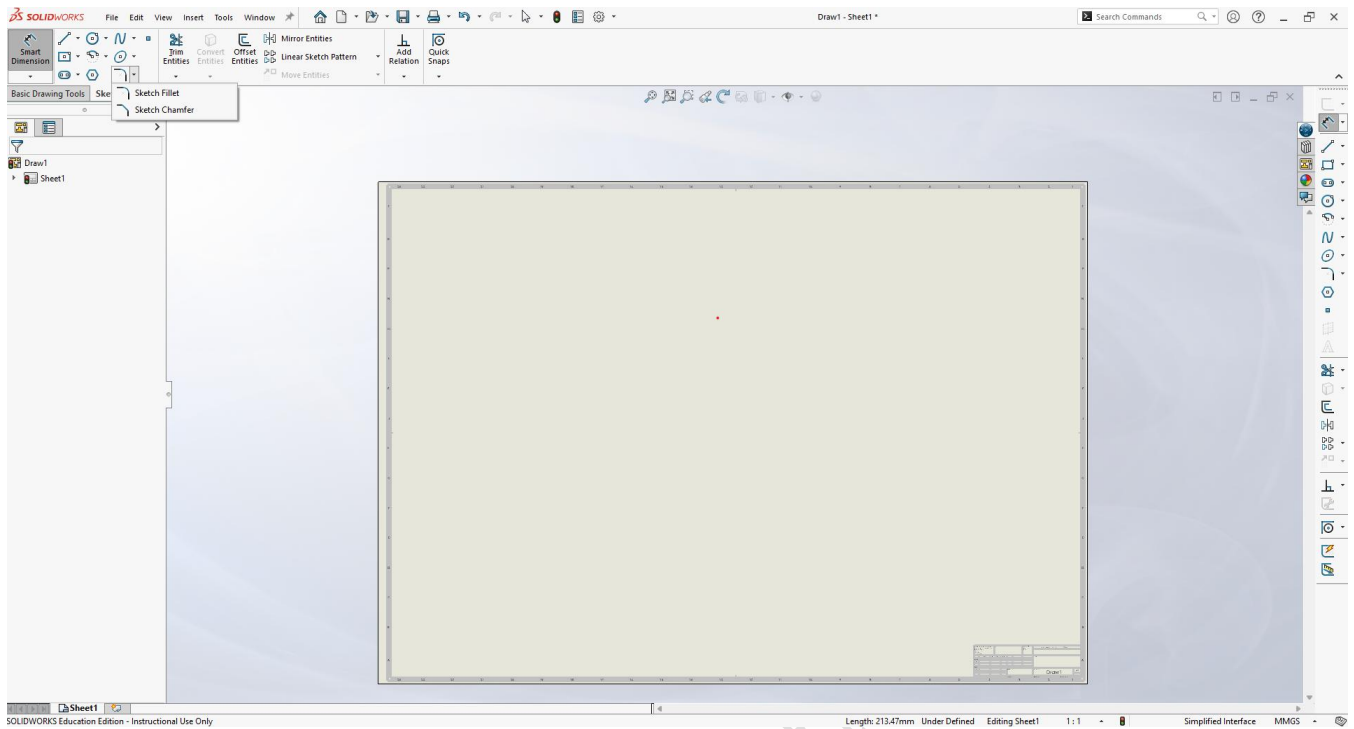 SOLIDWORKS File Edit View Insert Tools Window Draw1 - Sheet1 * Search Commands
Smart Dimension
Trim Entities
Convert Entities
Offset Entities
Mirror Entities
Linear Sketch Pattern
Move Entities
Add Relation
Quick Snaps
Basic Drawing Tools Ske
Sketch Fillet
Sketch Chamfer
Draw1
Sheet1
Draw1
Sheet1
SOLIDWORKS Education Edition - Instructional Use Only Length: 213.47mm Under Defined Editing Sheet1 1:1 Simplified Interface MMGS